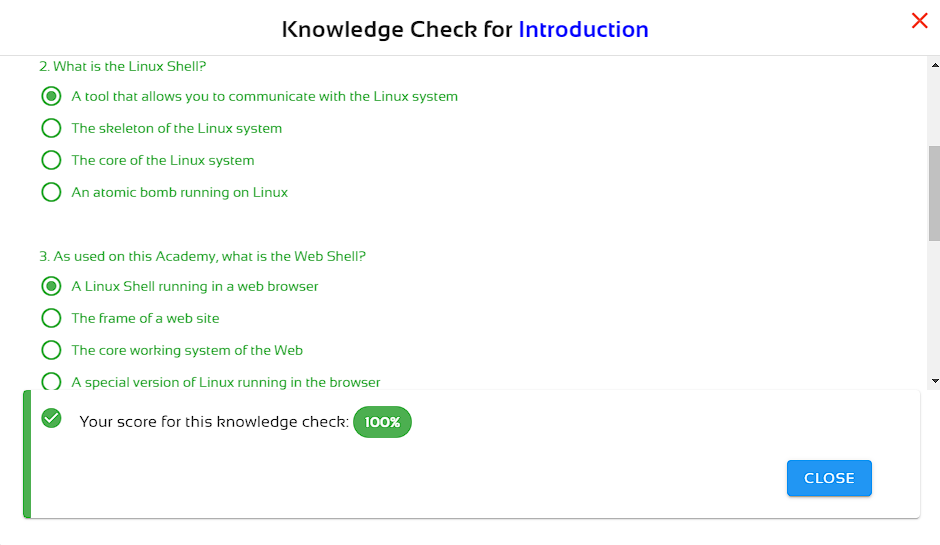 Knowledge Check for Introduction
2. What is the Linux Shell?
A tool that allows you to communicate with the Linux system
The skeleton of the Linux system
The core of the Linux system
An atomic bomb running on Linux
3. As used on this Academy, what is the Web Shell?
A Linux Shell running in a web browser
The frame of a web site
The core working system of the Web
A special version of Linux running in the browser
Your score for this knowledge check: 100%
CLOSE